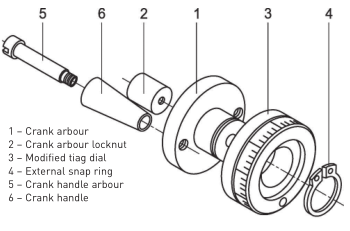 5
6
2
1
3
4
1 – Crank arbour
2 – Crank arbour locknut
3 – Modified tiag dial
4 – External snap ring
5 – Crank handle arbour
6 – Crank handle